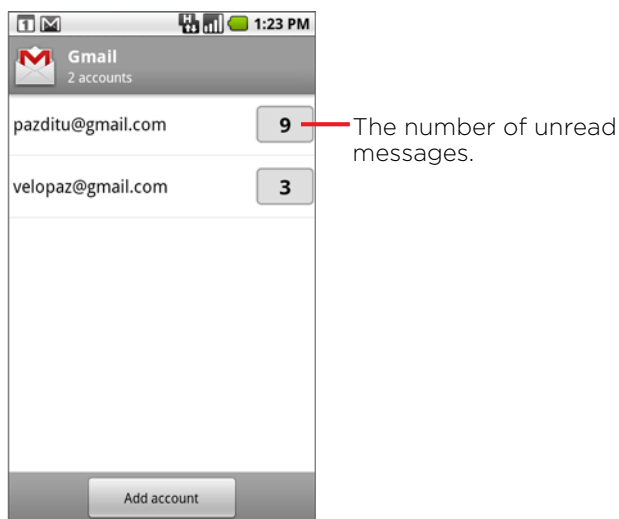 1:23 PM
Gmail
2 accounts
pazditu@gmail.com 9
The number of unread
messages.
velopaz@gmail.com 3
Add account